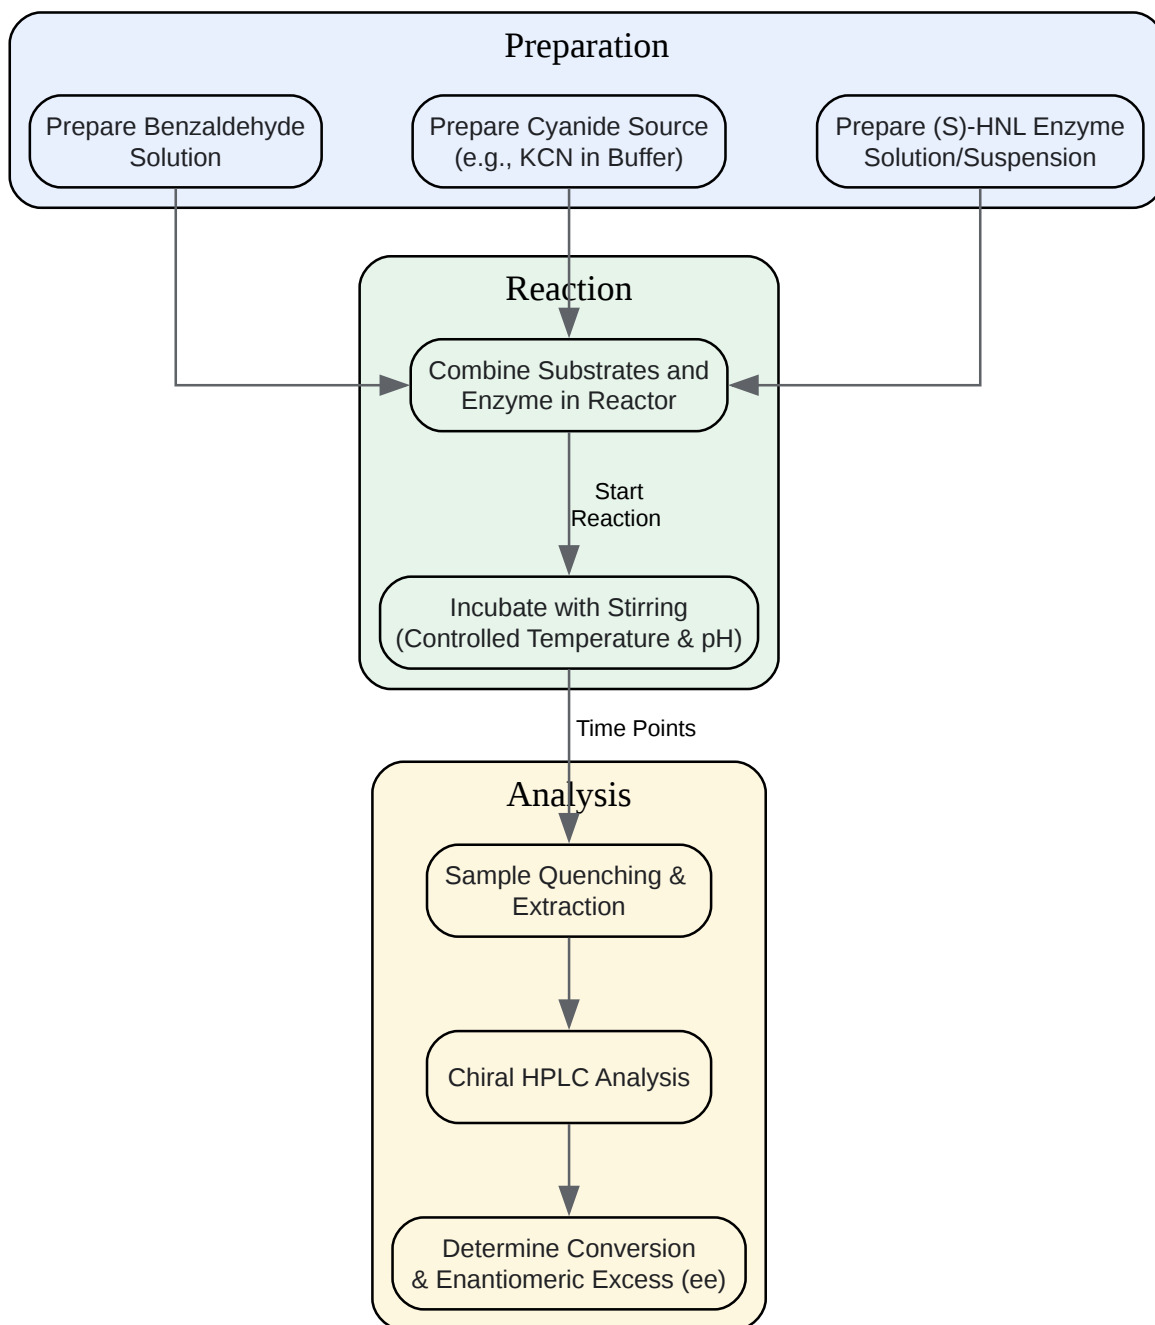 Preparation
Prepare Benzaldehyde
Solution
Prepare Cyanide Source
(e.g., KCN in Buffer)
Prepare (S)-HNL Enzyme
Solution/Suspension
Reaction
Combine Substrates and
Enzyme in Reactor
Start
Reaction
Incubate with Stirring
(Controlled Temperature & pH)
Time Points
Analysis
Sample Quenching &
Extraction
Chiral HPLC Analysis
Determine Conversion
& Enantiomeric Excess (ee)